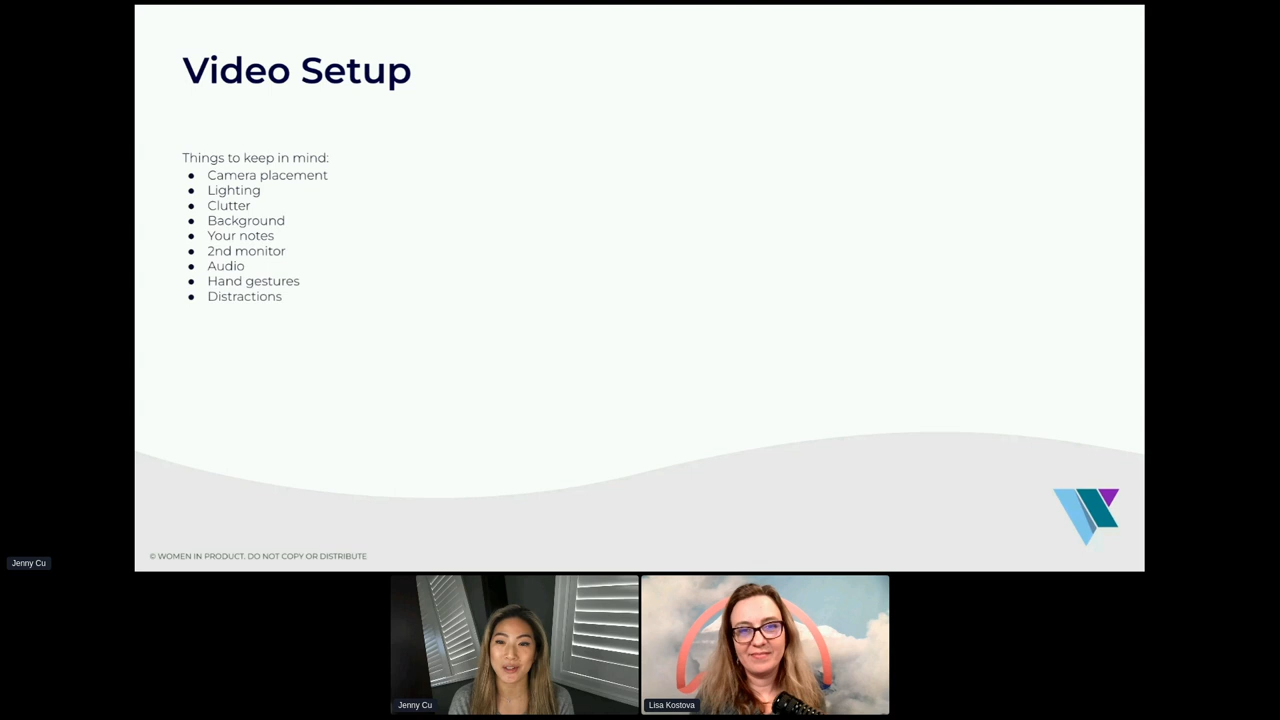 Video Setup
Things to keep in mind:
● Camera placement
● Lighting
● Clutter
● Background
● Your notes
● 2nd monitor
● Audio
● Hand gestures
● Distractions
© WOMEN IN PRODUCT. DO NOT COPY OR DISTRIBUTE
Jenny Cu
Jenny Cu
Lisa Kostova